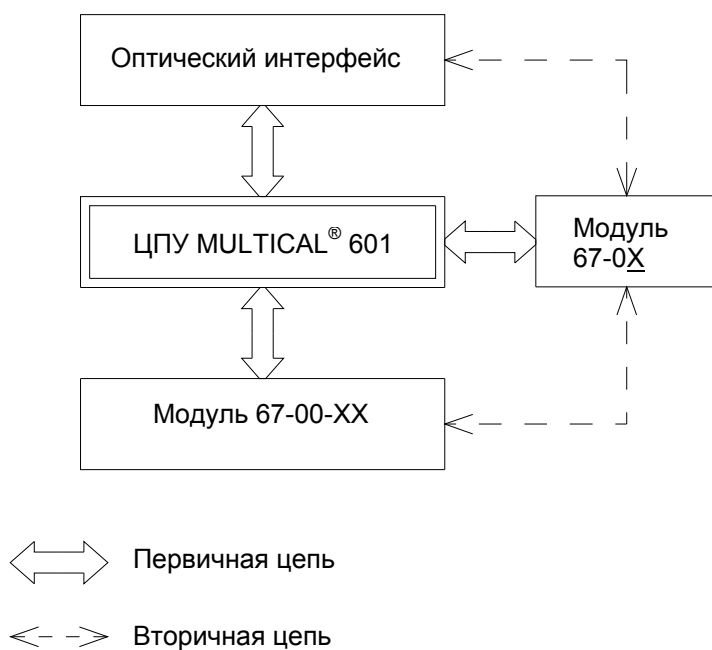 Оптический интерфейс
ЦПУ MULTICAL® 601
Модуль
67-0X
Модуль 67-00-XX
Первичная цепь
Вторичная цепь